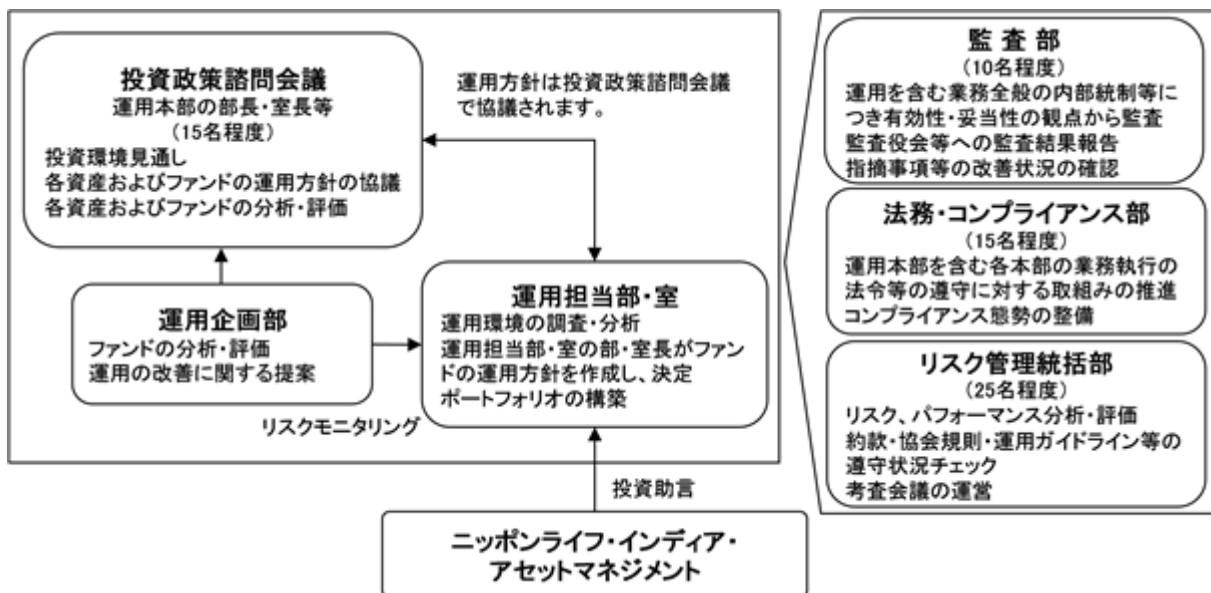 投資政策諮問会議
運用本部の部長・室長等
(15名程度)
投資環境見通し
各資産およびファンドの運用方針の協議
各資産およびファンドの分析・評価
運用方針は投資政策諮問会議
で協議されます。
運用企画部
ファンドの分析・評価
運用の改善に関する提案
リスクモニタリング
運用担当部・室
運用環境の調査・分析
運用担当部・室の部・室長がファン
ドの運用方針を作成し、決定
ポートフォリオの構築
投資助言
ニッポンライフ・インディア・
アセットマネジメント
監 査 部
(10名程度)
運用を含む業務全般の内部統制等に
つき有効性・妥当性の観点から監査
監査役会等への監査結果報告
指摘事項等の改善状況の確認
法務・コンプライアンス部
(15名程度)
運用本部を含む各本部の業務執行の
法令等の遵守に対する取組みの推進
コンプライアンス態勢の整備
リスク管理統括部
(25名程度)
リスク、パフォーマンス分析・評価
約款・協会規則・運用ガイドライン等の
遵守状況チェック
考査会議の運営